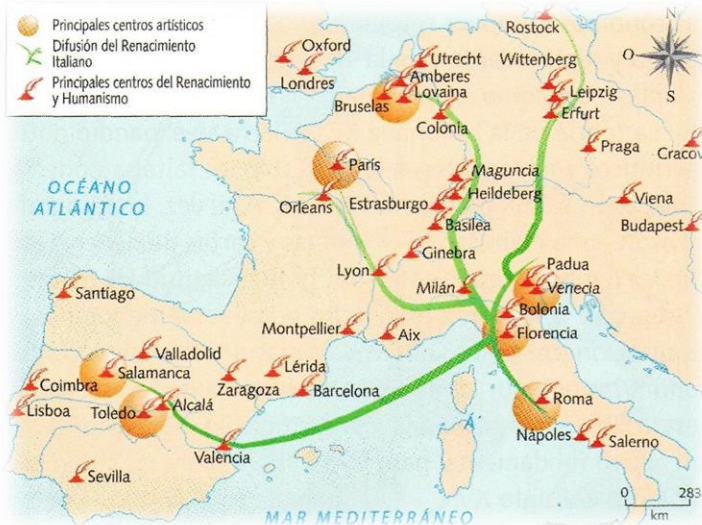 Principales centros artísticos
Difusión del Renacimiento
Italiano
Principales centros del Renacimiento
y Humanismo
N
O
E
S
Rostock
Oxford
Londres
Utrecht
Amberes
Lovaina
Bruselas
Colonia
Wittenberg
Leipzig
Erfurt
Praga
Cracov
París
Orleans
Maguncia
Heildeberg
Estrasburgo
Basilea
Viena
Budapest
OCÉANO
ATLÁNTICO
Ginebra
Lyon
Milán
Padua
Venecia
Bolonia
Florencia
Santiago
Montpellier
Aix
Valladolid
Salamanca
Lérida
Zaragoza
Barcelona
Coimbra
Lisboa
Toledo
Alcalá
Valencia
Sevilla
Roma
Nápoles
Salerno
MAR MEDITERRÁNEO
0 283
km